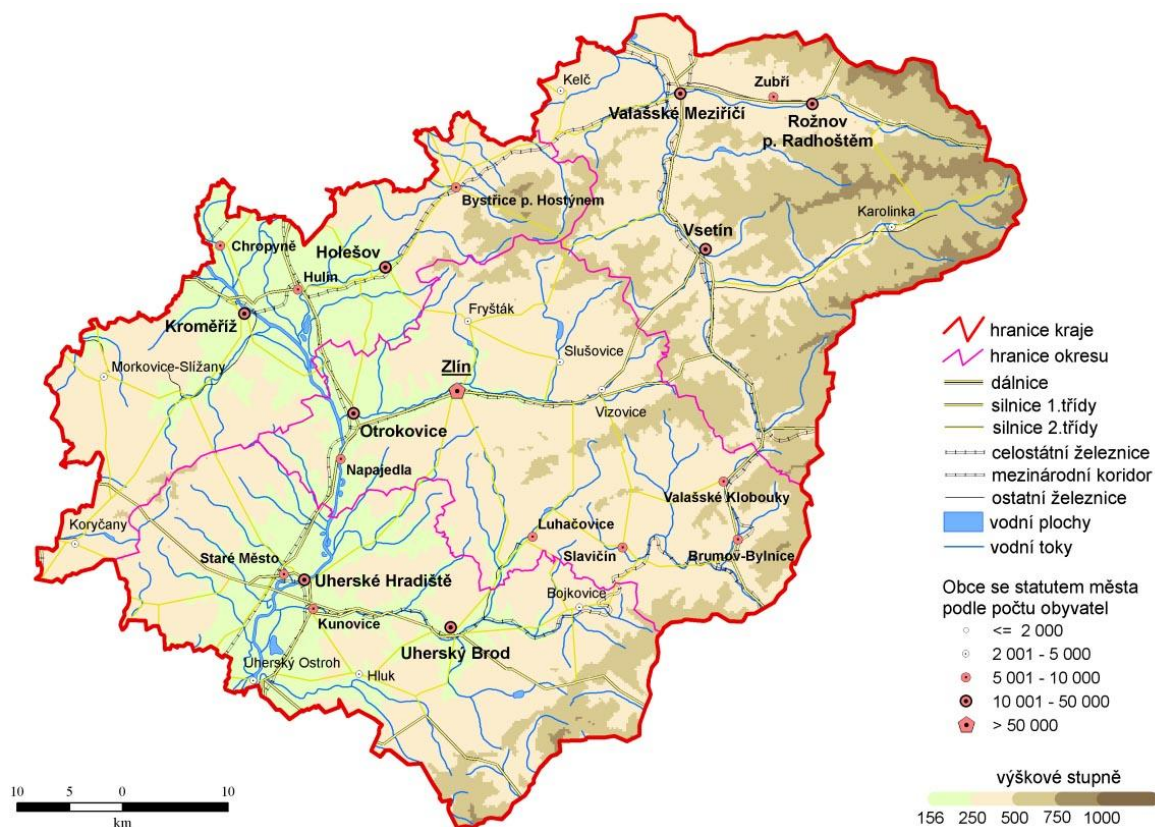 Kelč
Zubří
Valašské Meziříčí
Rožnov
p. Radhoštěm
Bystřice p. Hostýnem
Karolinka
Chropyně
Holešov
Vsetín
Hulín
Kroměříž
Fryšták
Slušovice
Morkovice-Slížany
Zlín
Vizovice
Otrokovice
Napajedla
Valašské Klobouky
Koryčany
Luhačovice
Staré Město
Slavičín
Brumov-Bylnice
Uherské Hradiště
Bojkovice
Kunovice
Uherský Brod
Uherský Ostroh
Hluk
hranice kraje
hranice okresu
dálnice
silnice 1.třídy
silnice 2.třídy
celostátní železnice
mezinárodní koridor
ostatní železnice
vodní plochy
vodní toky
Obce se statutem města
podle počtu obyvatel
<= 2 000
2 001 - 5 000
5 001 - 10 000
10 001 - 50 000
> 50 000
výškové stupně
156 250 500 750 1000
10 5 0 10
km